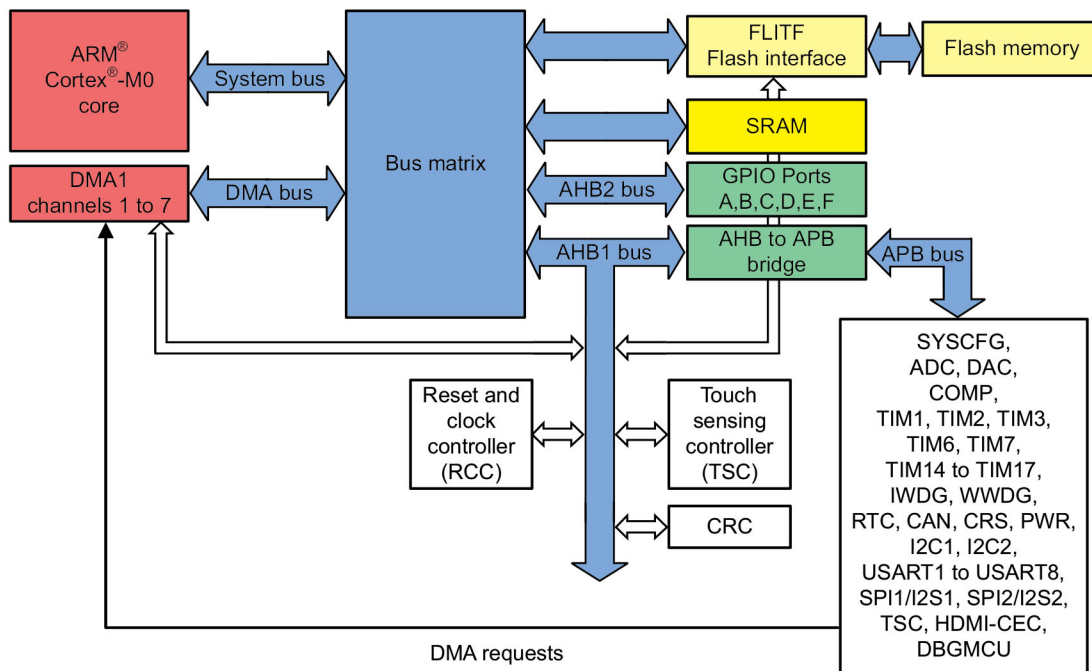 ARM®
Cortex®-M0
core
System bus
Bus matrix
FLITF
Flash interface
Flash memory
SRAM
DMA1
channels 1 to 7
DMA bus
AHB2 bus
GPIO Ports
A,B,C,D,E,F
AHB1 bus
AHB to APB
bridge
APB bus
SYSCFG,
ADC, DAC,
COMP,
TIM1, TIM2, TIM3,
TIM6, TIM7,
TIM14 to TIM17,
IWDG, WWDG,
RTC, CAN, CRS, PWR,
I2C1, I2C2,
USART1 to USART8,
SPI1/I2S1, SPI2/I2S2,
TSC, HDMI-CEC,
DBGMCU
Reset and
clock
controller
(RCC)
Touch
sensing
controller
(TSC)
CRC
DMA requests